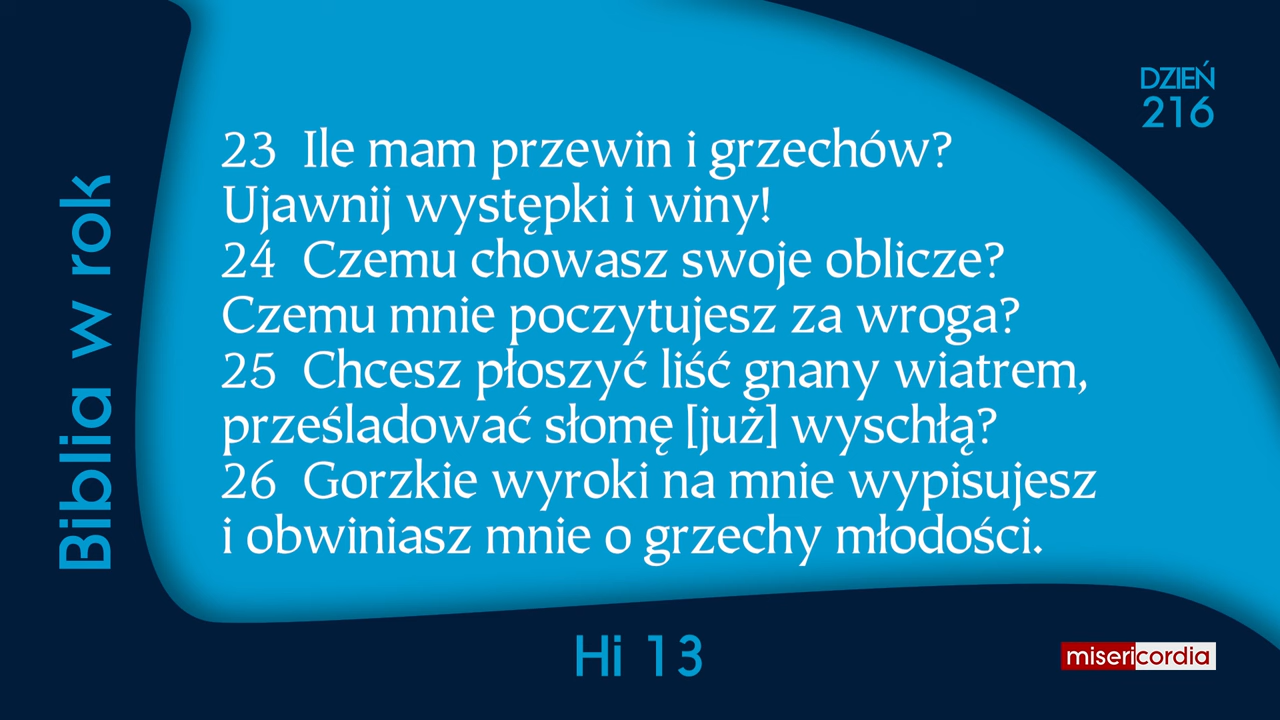 DZIEŃ
216
Biblia w rok
23 Ile mam przewin i grzechów?
Ujawnij występki i winy!
24 Czemu chowasz swoje oblicze?
Czemu mnie poczytujesz za wroga?
25 Chcesz płoszyć liść gnany wiatrem,
prześladować słomę [już] wyschłą?
26 Gorzkie wyroki na mnie wypisujesz
i obwiniasz mnie o grzechy młodości.
Hi 13
misericordia